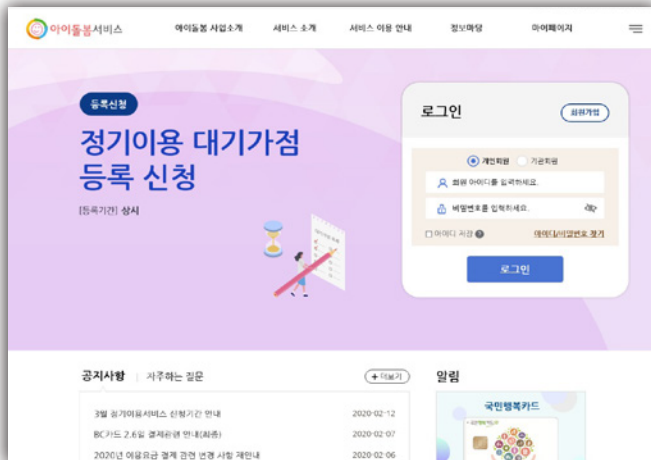 아이돌봄서비스
아이돌봄 사업소개 서비스 소개 서비스 이용 안내 정보마당 마이페이지
등록신청
정기이용 대기가점
등록 신청
[등록기간] 상시
로그인 회원가입
개인회원 기관회원
회원 아이디를 입력하세요.
비밀번호를 입력하세요.
아이디 저장 ?
아이디/비밀번호 찾기
로그인
공지사항 자주하는 질문 + 더보기
3월 정기이용서비스 신청기간 안내 2020-02-12
BC카드 2.6일 결제관련 안내(최종) 2020-02-07
2020년 이용요금 결제 관련 변경 사항 재안내 2020-02-06
알림
국민행복카드